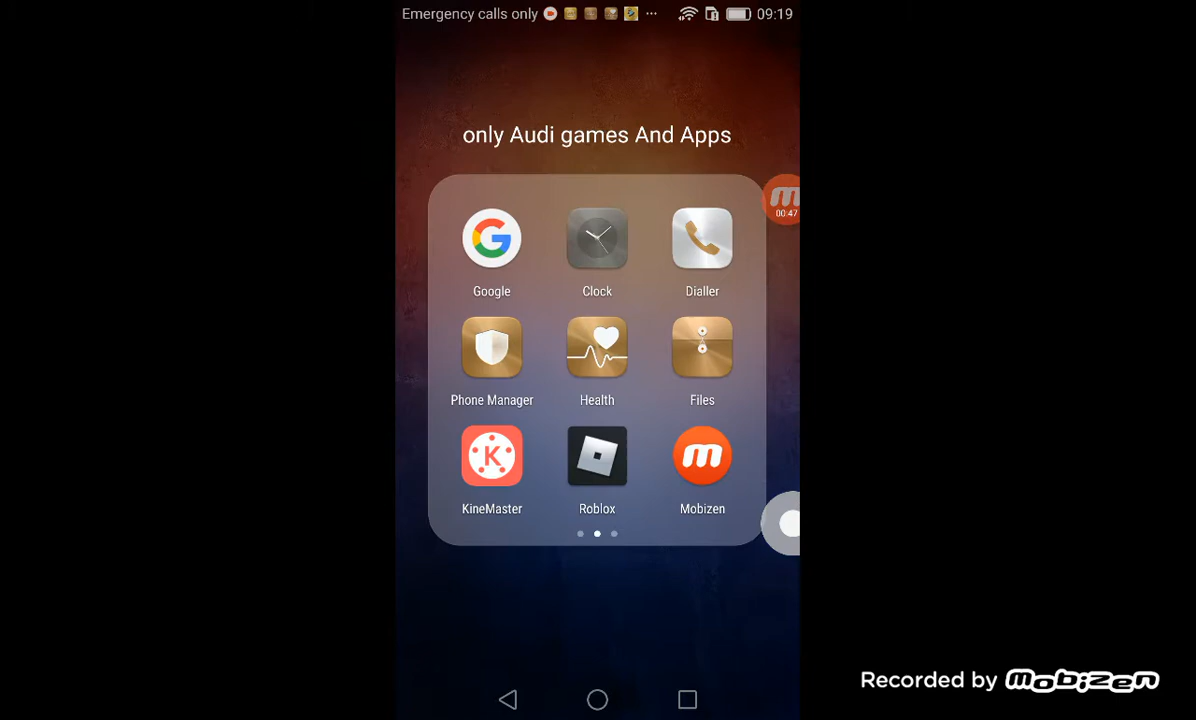 Emergency calls only 09:19
only Audi games And Apps
m
00:47
Google Clock Dialler
Phone Manager Health Files
K m
KineMaster Roblox Mobizen
Recorded by mobizen